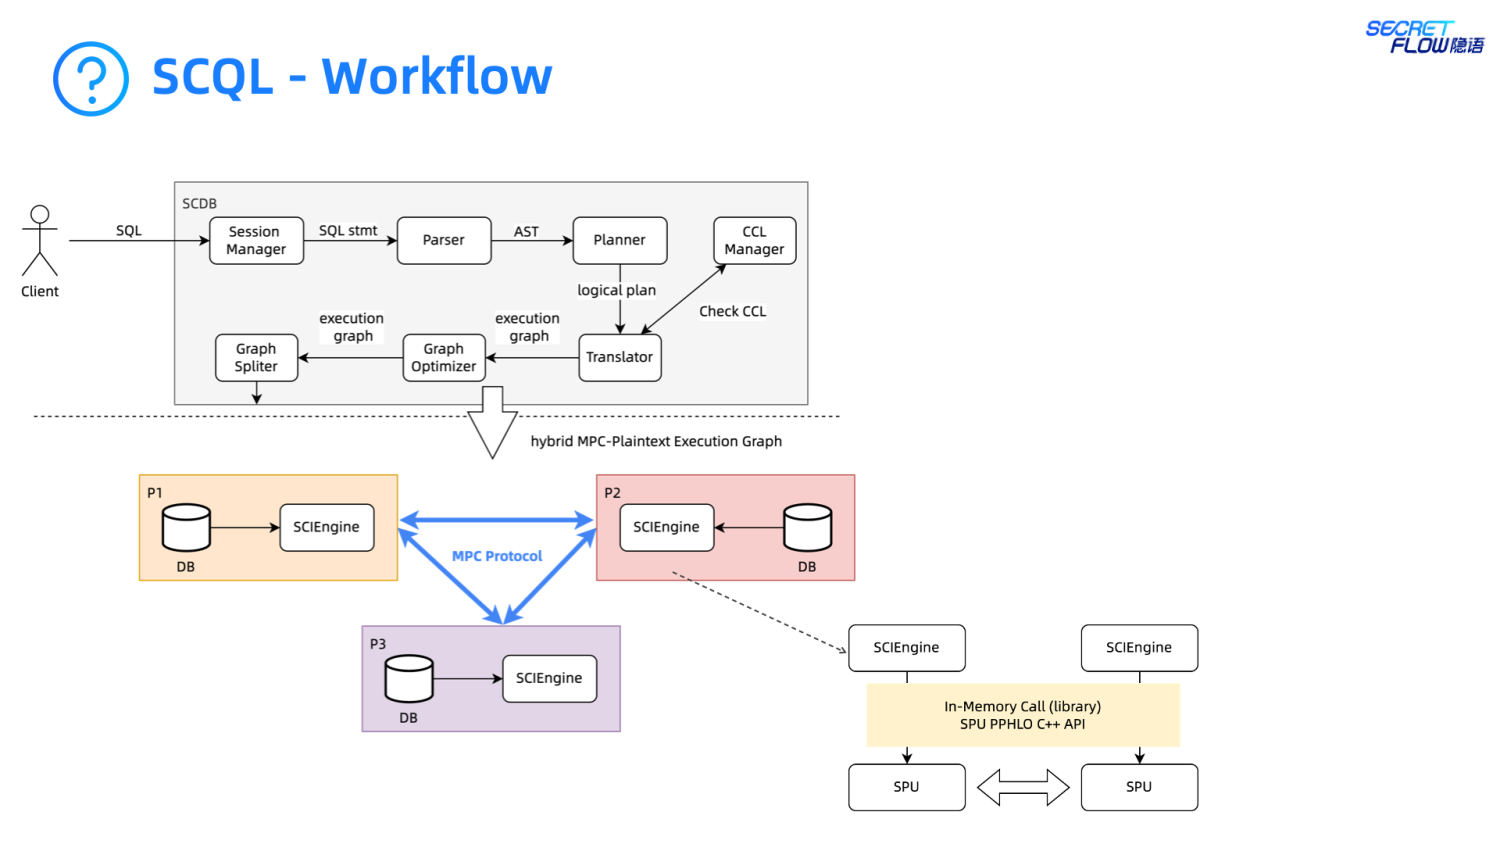 SECRET
FLOW隐语
SCQL - Workflow
SCDB
SQL
Session
Manager
SQL stmt
Parser
AST
Planner
CCL
Manager
Client
logical plan
Check CCL
execution
graph
execution
graph
Graph
Spliter
Graph
Optimizer
Translator
hybrid MPC-Plaintext Execution Graph
P1
SCIEngine
DB
MPC Protocol
P2
SCIEngine
DB
P3
SCIEngine
DB
SCIEngine
SCIEngine
In-Memory Call (library)
SPU PPHLO C++ API
SPU
SPU